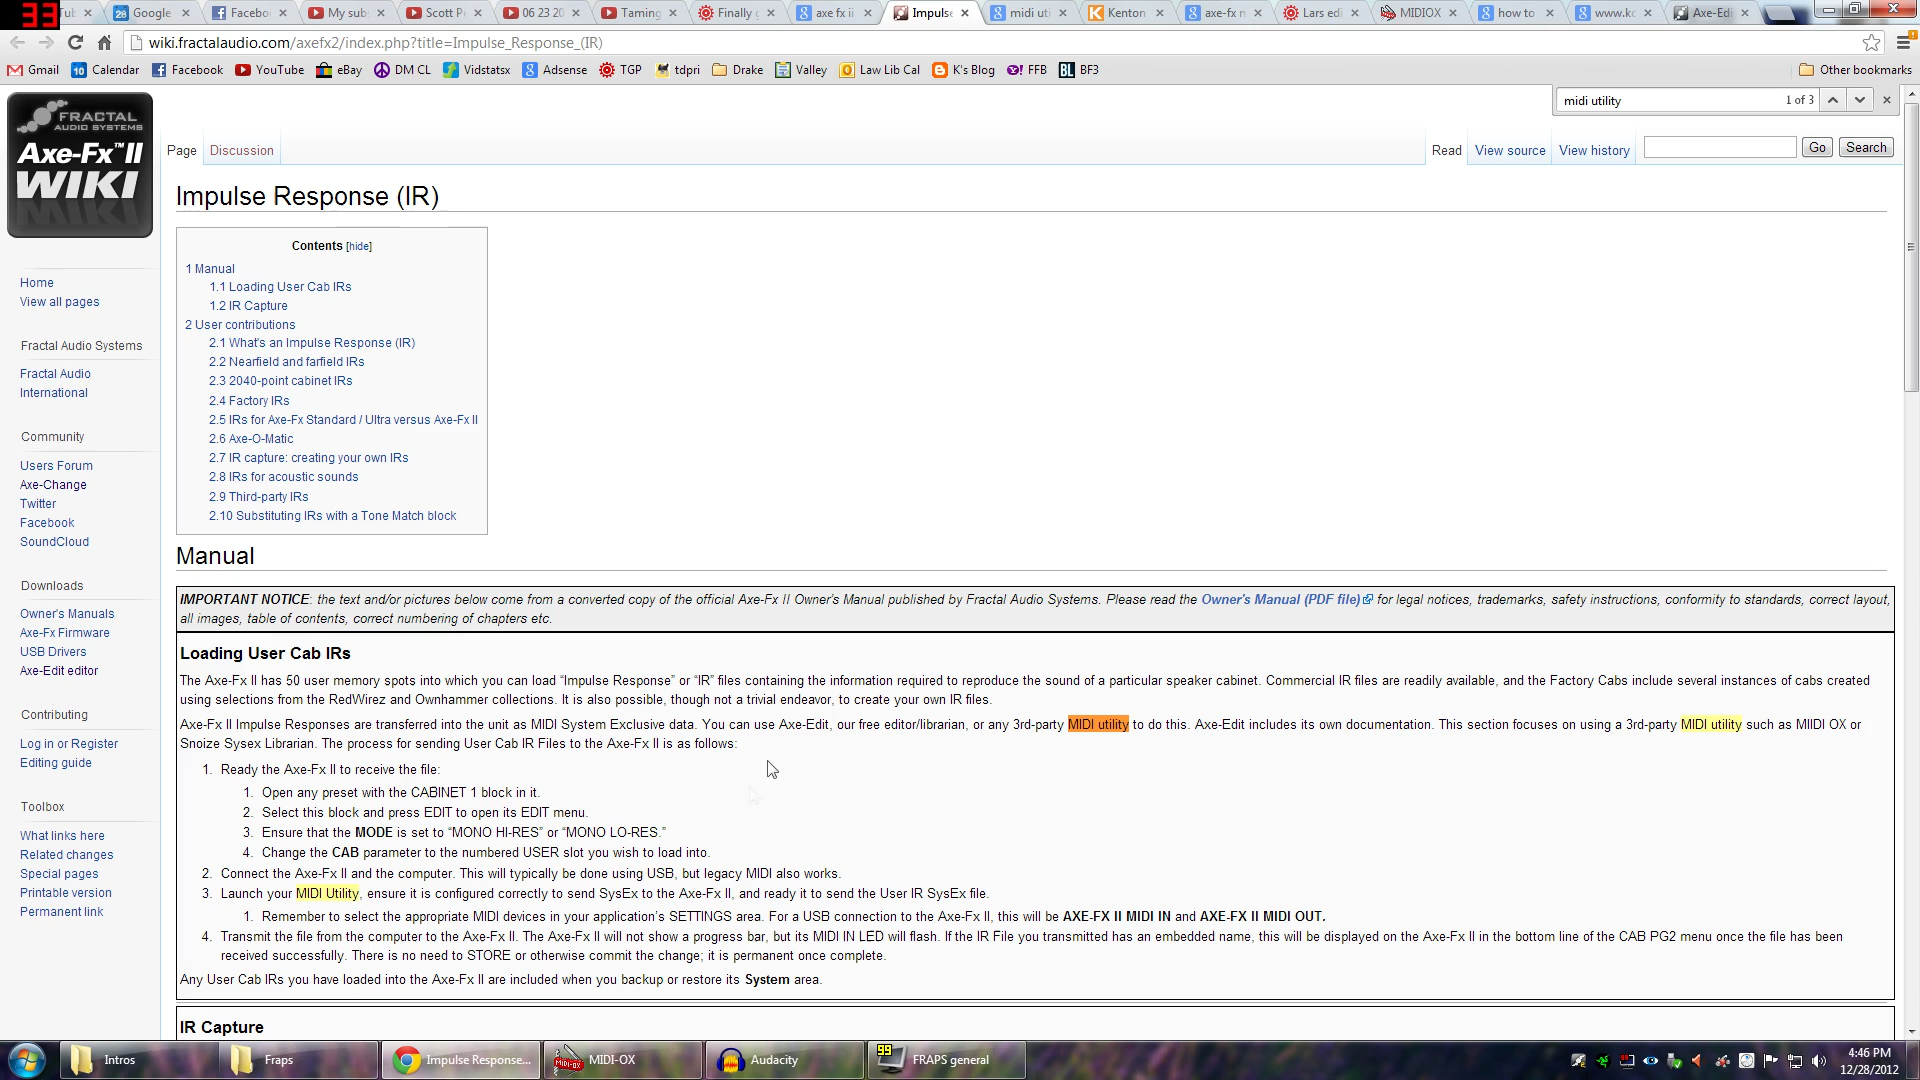 33
Google
Facebo
My sub
Scott P
06 23 20
Taming
Finally g
axe fx ii
Impulse
midi uti
Kenton
axe-fx m
Lars edi
MIDIOX
how to
www.ko
Axe-Edi
wiki.fractalaudio.com/axefx2/index.php?title=Impulse_Response_(IR)
Gmail
10 Calendar
Facebook
YouTube
eBay
DM CL
Vidstatsx
Adsense
TGP
tdpri
Drake
Valley
Law Lib Cal
K's Blog
FFB
BL BF3
Other bookmarks
midi utility 1 of 3
FRACTAL
AUDIO SYSTEMS
Axe-Fx™II
WIKI
Page
Discussion
Read
View source
View history
Go
Search
Impulse Response (IR)
Contents [hide]
1 Manual
1.1 Loading User Cab IRs
1.2 IR Capture
2 User contributions
2.1 What's an Impulse Response (IR)
2.2 Nearfield and farfield IRs
2.3 2040-point cabinet IRs
2.4 Factory IRs
2.5 IRs for Axe-Fx Standard / Ultra versus Axe-Fx II
2.6 Axe-O-Matic
2.7 IR capture: creating your own IRs
2.8 IRs for acoustic sounds
2.9 Third-party IRs
2.10 Substituting IRs with a Tone Match block
Home
View all pages
Fractal Audio Systems
Fractal Audio
International
Community
Users Forum
Axe-Change
Twitter
Facebook
SoundCloud
Downloads
Owner's Manuals
Axe-Fx Firmware
USB Drivers
Axe-Edit editor
Contributing
Log in or Register
Editing guide
Toolbox
What links here
Related changes
Special pages
Printable version
Permanent link
Manual
IMPORTANT NOTICE: the text and/or pictures below come from a converted copy of the official Axe-Fx II Owner's Manual published by Fractal Audio Systems. Please read the Owner's Manual (PDF file) for legal notices, trademarks, safety instructions, conformity to standards, correct layout,
all images, table of contents, correct numbering of chapters etc.
Loading User Cab IRs
The Axe-Fx II has 50 user memory spots into which you can load “Impulse Response” or “IR” files containing the information required to reproduce the sound of a particular speaker cabinet. Commercial IR files are readily available, and the Factory Cabs include several instances of cabs created
using selections from the RedWirez and Ownhammer collections. It is also possible, though not a trivial endeavor, to create your own IR files.
Axe-Fx II Impulse Responses are transferred into the unit as MIDI System Exclusive data. You can use Axe-Edit, our free editor/librarian, or any 3rd-party MIDI utility to do this. Axe-Edit includes its own documentation. This section focuses on using a 3rd-party MIDI utility such as MIIDI OX or
Snoize Sysex Librarian. The process for sending User Cab IR Files to the Axe-Fx II is as follows:
1. Ready the Axe-Fx II to receive the file:
1. Open any preset with the CABINET 1 block in it.
2. Select this block and press EDIT to open its EDIT menu.
3. Ensure that the MODE is set to “MONO HI-RES” or “MONO LO-RES.”
4. Change the CAB parameter to the numbered USER slot you wish to load into.
2. Connect the Axe-Fx II and the computer. This will typically be done using USB, but legacy MIDI also works.
3. Launch your MIDI Utility, ensure it is configured correctly to send SysEx to the Axe-Fx II, and ready it to send the User IR SysEx file.
1. Remember to select the appropriate MIDI devices in your application's SETTINGS area. For a USB connection to the Axe-Fx II, this will be AXE-FX II MIDI IN and AXE-FX II MIDI OUT.
4. Transmit the file from the computer to the Axe-Fx II. The Axe-Fx II will not show a progress bar, but its MIDI IN LED will flash. If the IR File you transmitted has an embedded name, this will be displayed on the Axe-Fx II in the bottom line of the CAB PG2 menu once the file has been
received successfully. There is no need to STORE or otherwise commit the change; it is permanent once complete.
Any User Cab IRs you have loaded into the Axe-Fx II are included when you backup or restore its System area.
IR Capture
Intros
Fraps
Impulse Response...
MIDI-OX
Audacity
99
FRAPS general
4:46 PM
12/28/2012